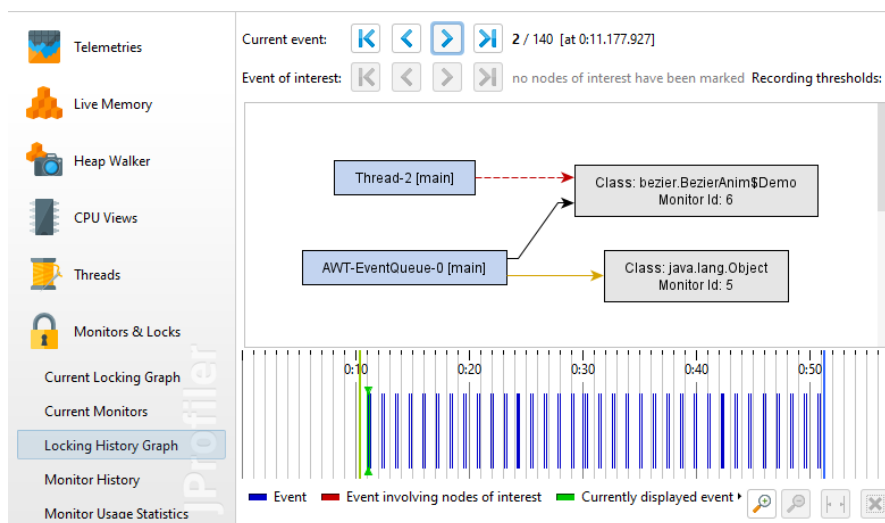 Telemetries
Live Memory
Heap Walker
CPU Views
Threads
Monitors & Locks
Current Locking Graph
Current Monitors
Locking History Graph
Monitor History
Monitor Usage Statistics
JProfiler
Current event: 2 / 140 [at 0:11.177.927]
Event of interest: no nodes of interest have been marked Recording thresholds:
Thread-2 [main]
Class: bezier.BezierAnim$Demo
Monitor Id: 6
AWT-EventQueue-0 [main]
Class: java.lang.Object
Monitor Id: 5
0:10 0:20 0:30 0:40 0:50
Event Event involving nodes of interest Currently displayed event